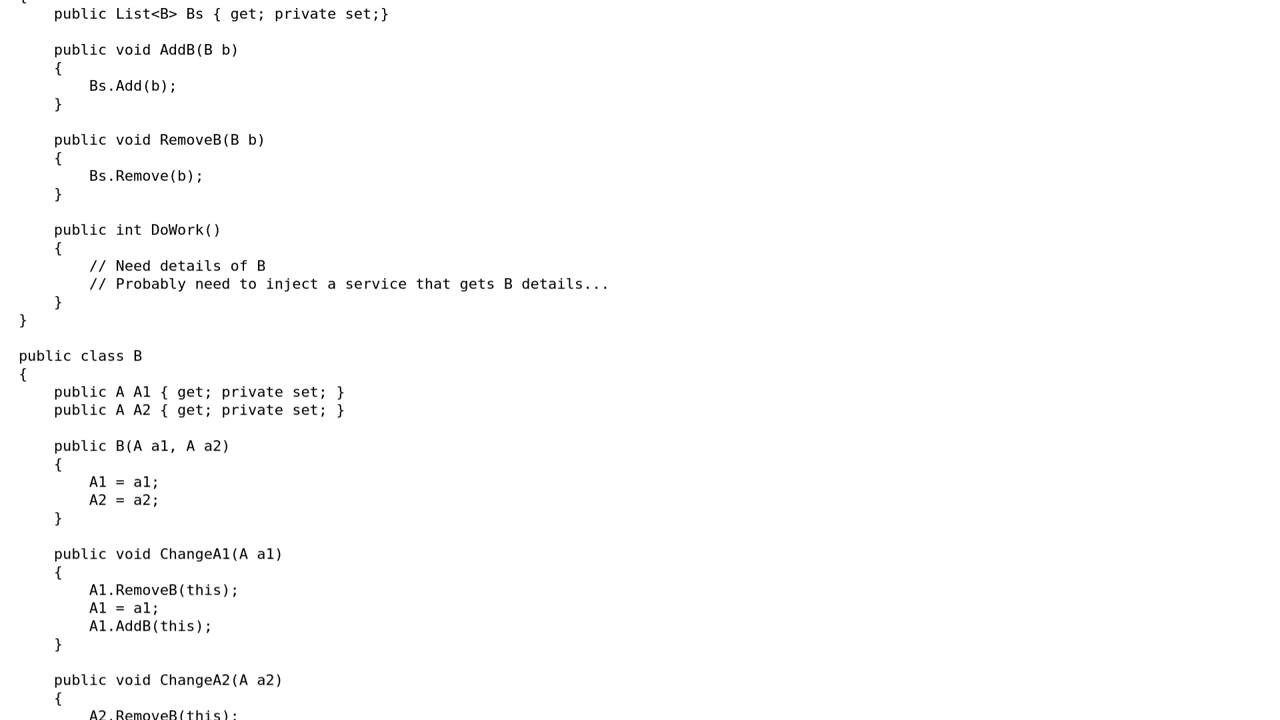 {
    public List<B> Bs { get; private set;}

    public void AddB(B b)
    {
        Bs.Add(b);
    }

    public void RemoveB(B b)
    {
        Bs.Remove(b);
    }

    public int DoWork()
    {
        // Need details of B
        // Probably need to inject a service that gets B details...
    }
}

public class B
{
    public A A1 { get; private set; }
    public A A2 { get; private set; }

    public B(A a1, A a2)
    {
        A1 = a1;
        A2 = a2;
    }

    public void ChangeA1(A a1)
    {
        A1.RemoveB(this);
        A1 = a1;
        A1.AddB(this);
    }

    public void ChangeA2(A a2)
    {
        A2.RemoveB(this);